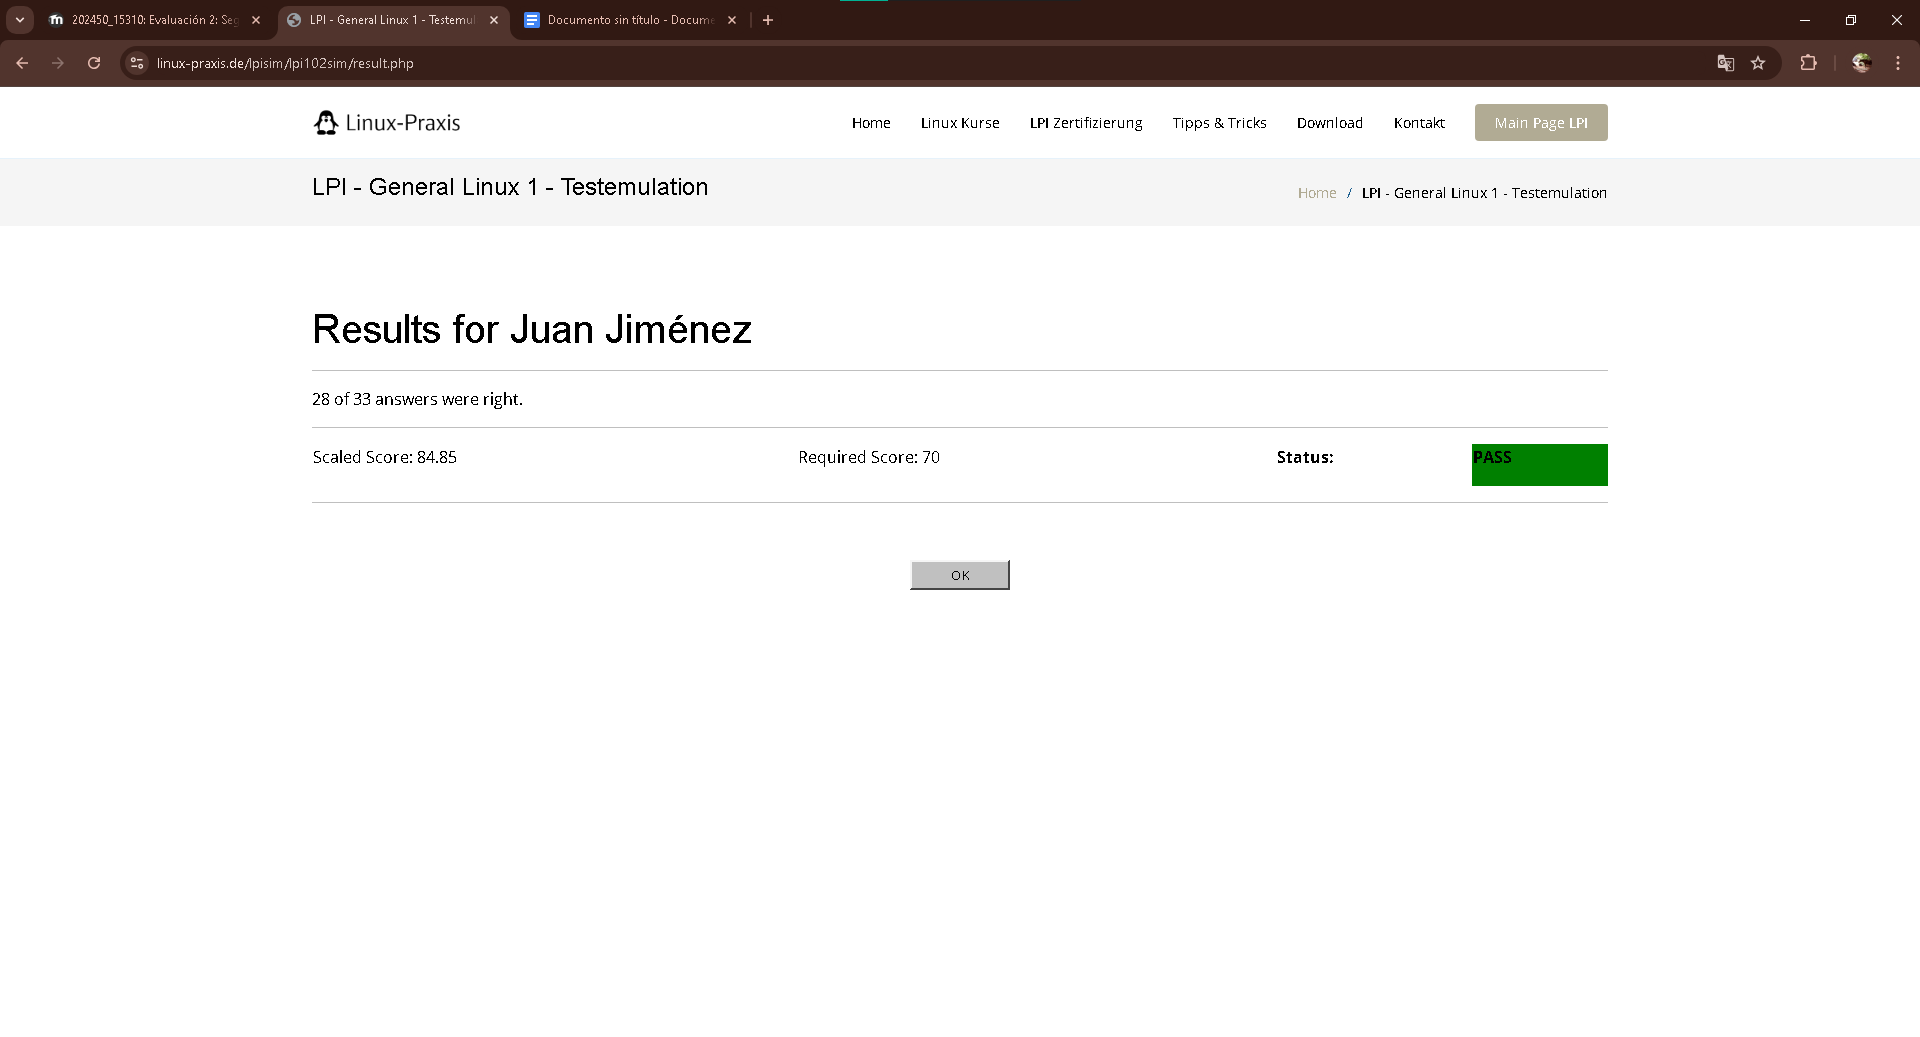 202450_15310: Evaluación 2: Seg
LPI - General Linux 1 - Testemul
Documento sin título - Docume
linux-praxis.de/lpisim/lpi102sim/result.php
Linux-Praxis
Home
Linux Kurse
LPI Zertifizierung
Tipps & Tricks
Download
Kontakt
Main Page LPI
LPI - General Linux 1 - Testemulation
Home / LPI - General Linux 1 - Testemulation
Results for Juan Jiménez
28 of 33 answers were right.
Scaled Score: 84.85
Required Score: 70
Status:
PASS
OK